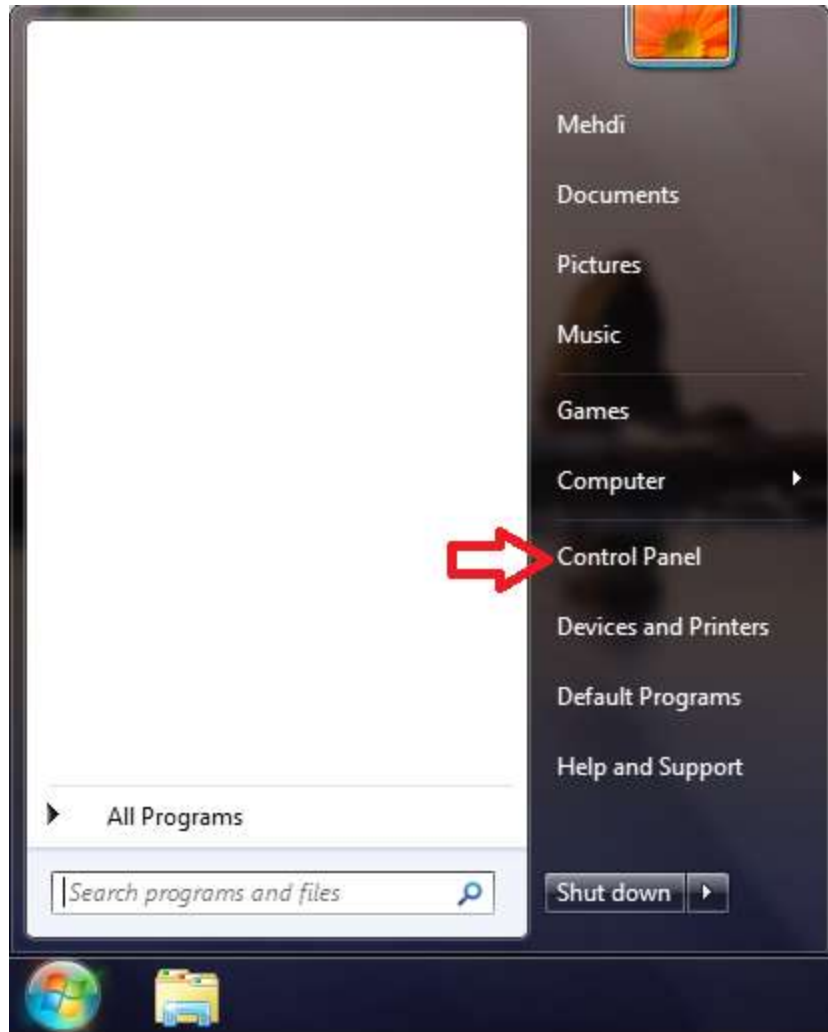 Mehdi
Documents
Pictures
Music
Games
Computer
Control Panel
Devices and Printers
Default Programs
Help and Support
All Programs
Search programs and files
Shut down